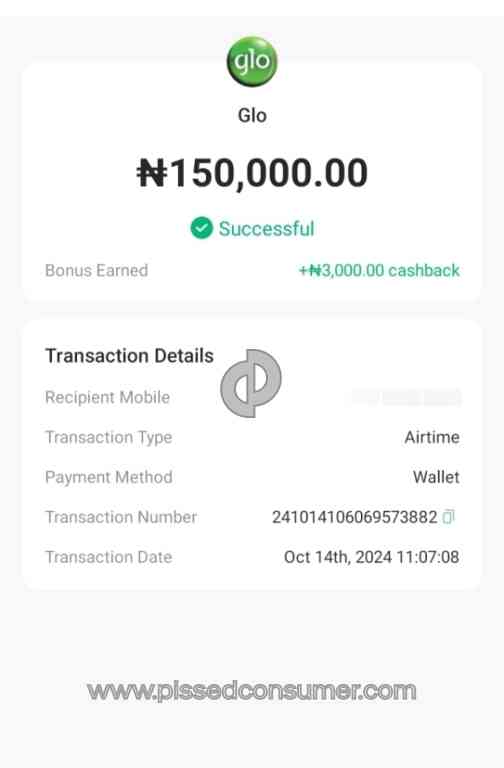 glo
Glo
₦150,000.00
Successful
Bonus Earned +₦3,000.00 cashback
Transaction Details
Recipient Mobile
Transaction Type Airtime
Payment Method Wallet
Transaction Number 241014106069573882
Transaction Date Oct 14th, 2024 11:07:08
www.pissedconsumer.com